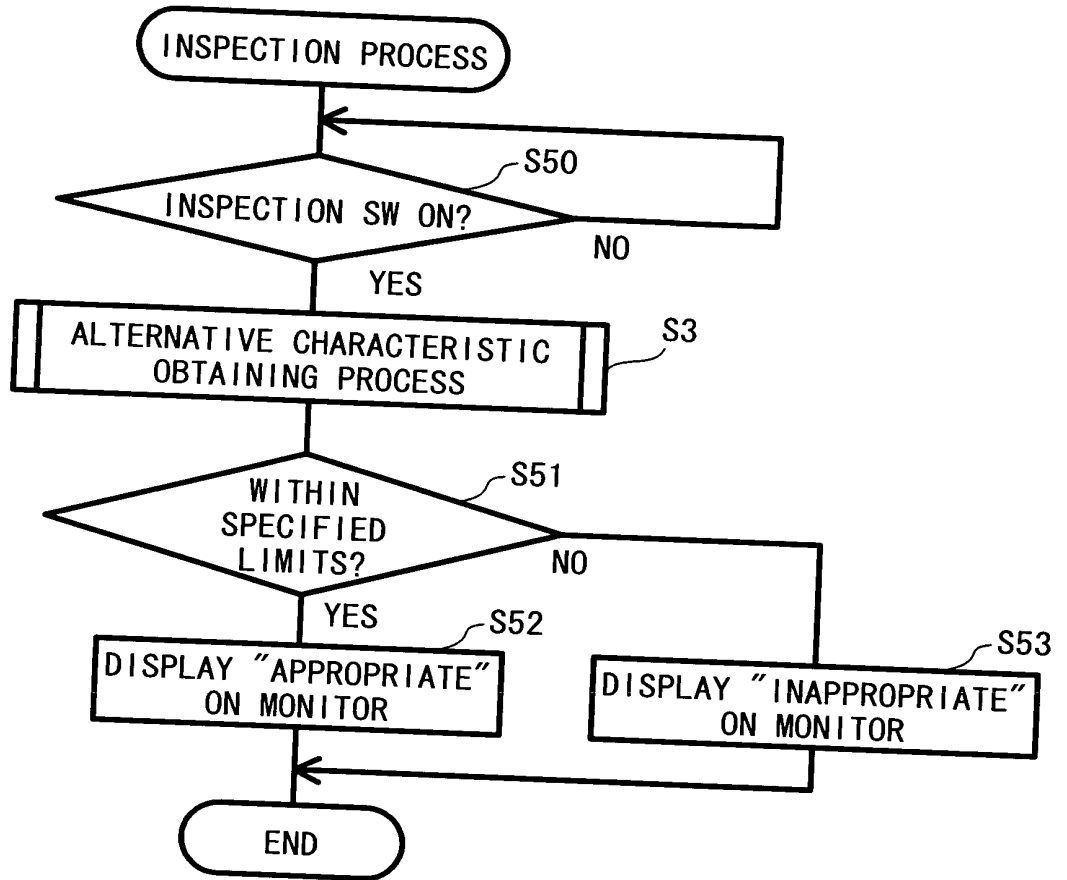 INSPECTION PROCESS
S50
INSPECTION SW ON?
NO
YES
S3
ALTERNATIVE CHARACTERISTIC
OBTAINING PROCESS
S51
WITHIN
SPECIFIED
LIMITS?
NO
YES
S52
S53
DISPLAY "APPROPRIATE"
ON MONITOR
DISPLAY "INAPPROPRIATE"
ON MONITOR
END